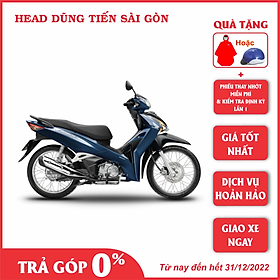 HEAD DŨNG TIẾN SÀI GÒN
QUÀ TẶNG
Hoặc
+
PHIẾU THAY NHỚT
MIỄN PHÍ
& KIỂM TRA ĐỊNH KỲ
LẦN 1
GIÁ TỐT
NHẤT
DỊCH VỤ
HOÀN HẢO
GIAO XE
NGAY
TRẢ GÓP 0%
Từ nay đến hết 31/12/2022